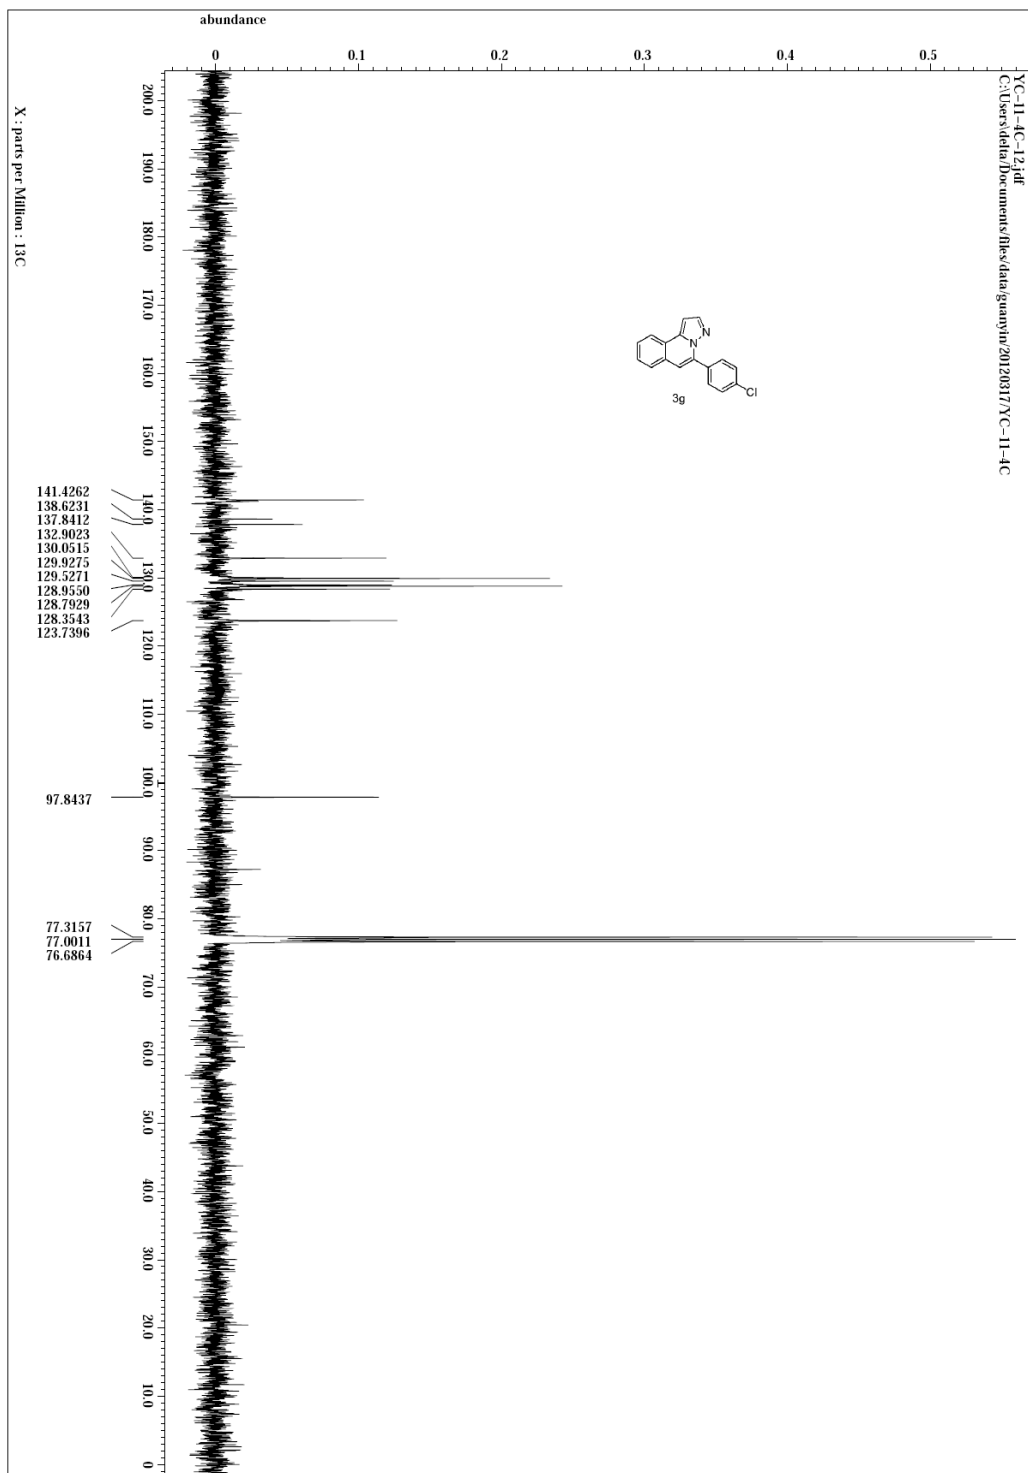 abundance
0 0.1 0.2 0.3 0.4 0.5
YC-11-4C-12.jdf
C:\Users\delta\Documents\files\data\guanyin\20120317\YC-11-4C
200.0 190.0 180.0 170.0 160.0 150.0 140.0 130.0 120.0 110.0 100.0 90.0 80.0 70.0 60.0 50.0 40.0 30.0 20.0 10.0 0
X : parts per Million : 13C
N
N
Cl
3g
141.4262
138.6231
137.8412
132.9023
130.0515
129.9275
129.5271
128.9550
128.7929
128.3543
123.7396
97.8437
77.3157
77.0011
76.6864